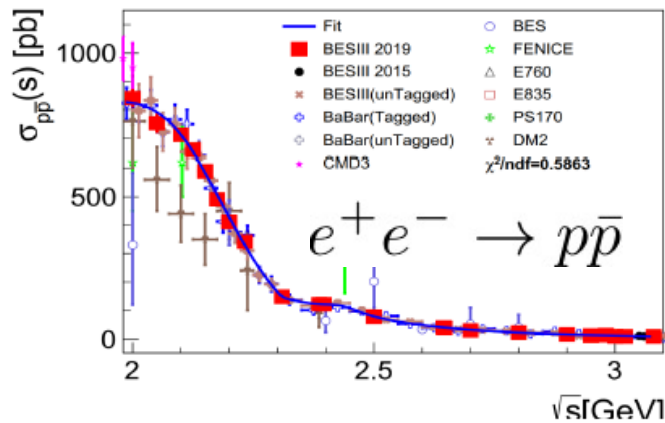 σpp̄(s) [pb]
1000
500
0
2
2.5
3
√s[GeV]
Fit
BESIII 2019
BESIII 2015
BESIII(unTagged)
BaBar(Tagged)
BaBar(unTagged)
CMD3
BES
FENICE
E760
E835
PS170
DM2
χ²/ndf=0.5863
e⁺e⁻ → pp̄